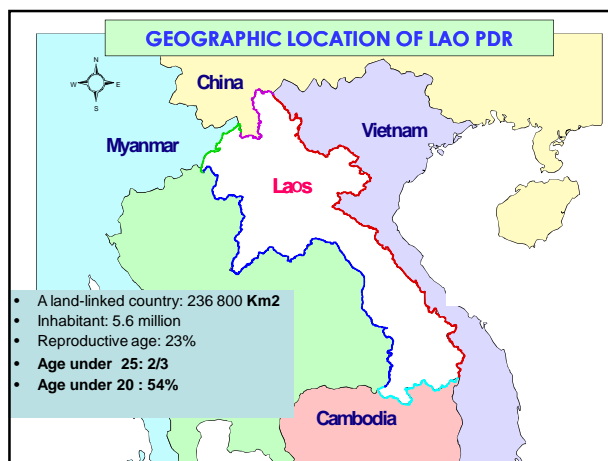 GEOGRAPHIC LOCATION OF LAO PDR
N
W E
S
China
Myanmar
Vietnam
Laos
• A land-linked country: 236 800 Km2
• Inhabitant: 5.6 million
• Reproductive age: 23%
• Age under 25: 2/3
• Age under 20 : 54%
Cambodia